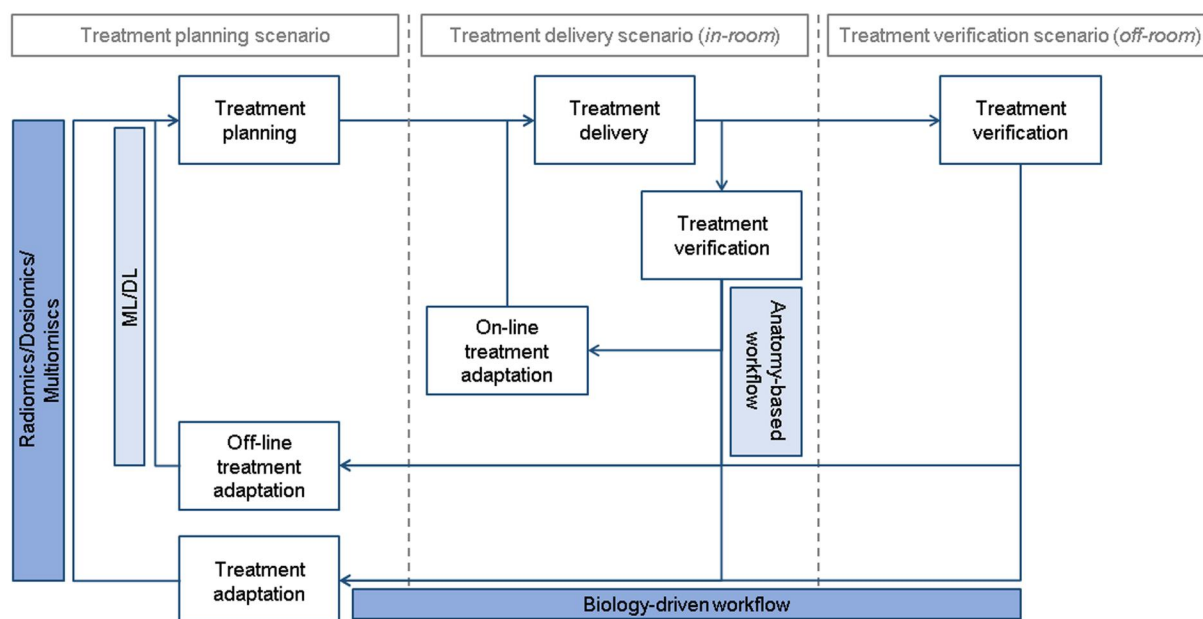 Treatment planning scenario
Treatment delivery scenario (in-room)
Treatment verification scenario (off-room)
Treatment
planning
Treatment
delivery
Treatment
verification
Treatment
verification
Radiomics/Dosiomics/
Multiomiscs
ML/DL
On-line
treatment
adaptation
Anatomy-based
workflow
Off-line
treatment
adaptation
Treatment
adaptation
Biology-driven workflow